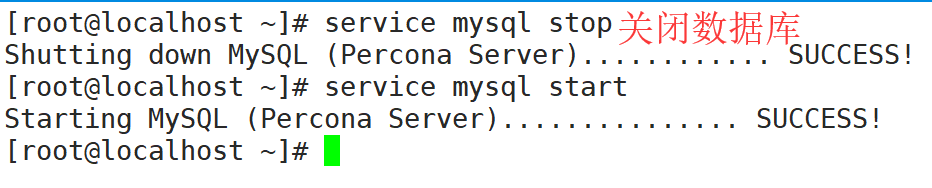 [root@localhost ~]# service mysql stop 关闭数据库
Shutting down MySQL (Percona Server)............ SUCCESS!
[root@localhost ~]# service mysql start
Starting MySQL (Percona Server)............... SUCCESS!
[root@localhost ~]#